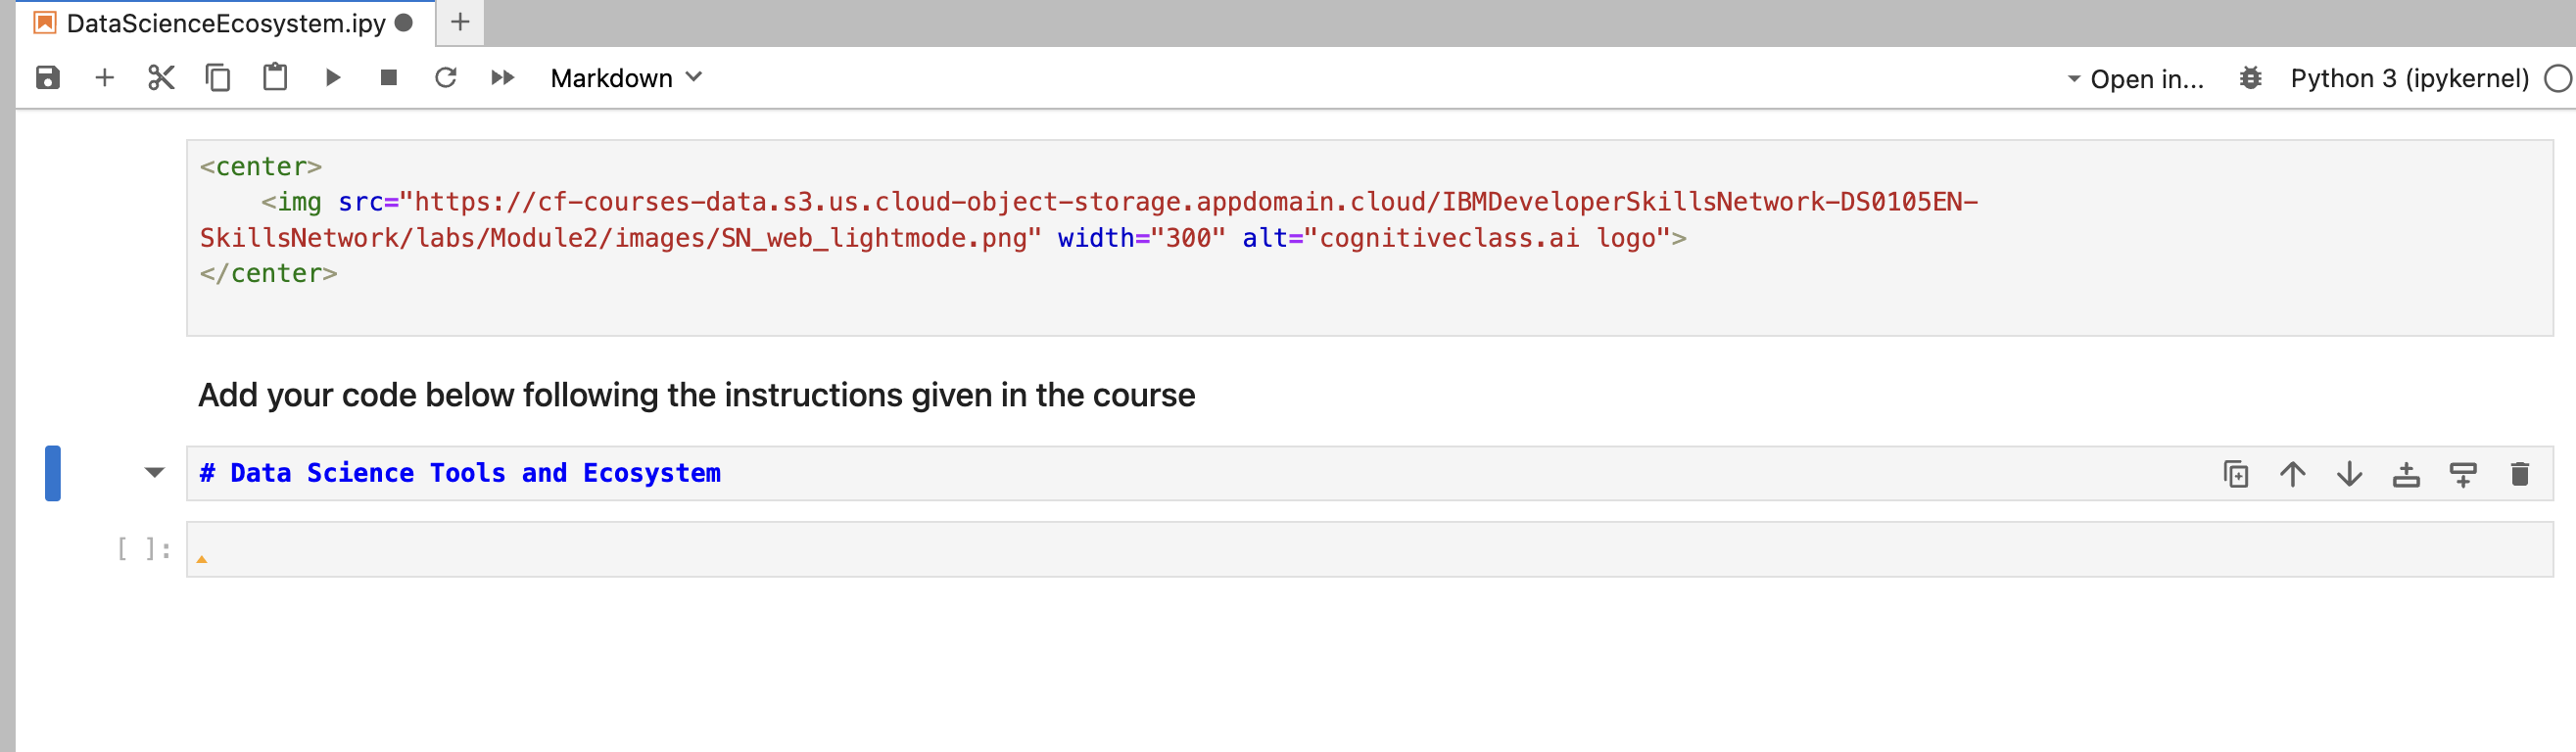 DataScienceEcosystem.ipy
Markdown
Open in...
Python 3 (ipykernel)
<center>
<img src="https://cf-courses-data.s3.us.cloud-object-storage.appdomain.cloud/IBMDeveloperSkillsNetwork-DS0105EN-
SkillsNetwork/labs/Module2/images/SN_web_lightmode.png" width="300" alt="cognitiveclass.ai logo">
</center>
Add your code below following the instructions given in the course
# Data Science Tools and Ecosystem
[ ]: